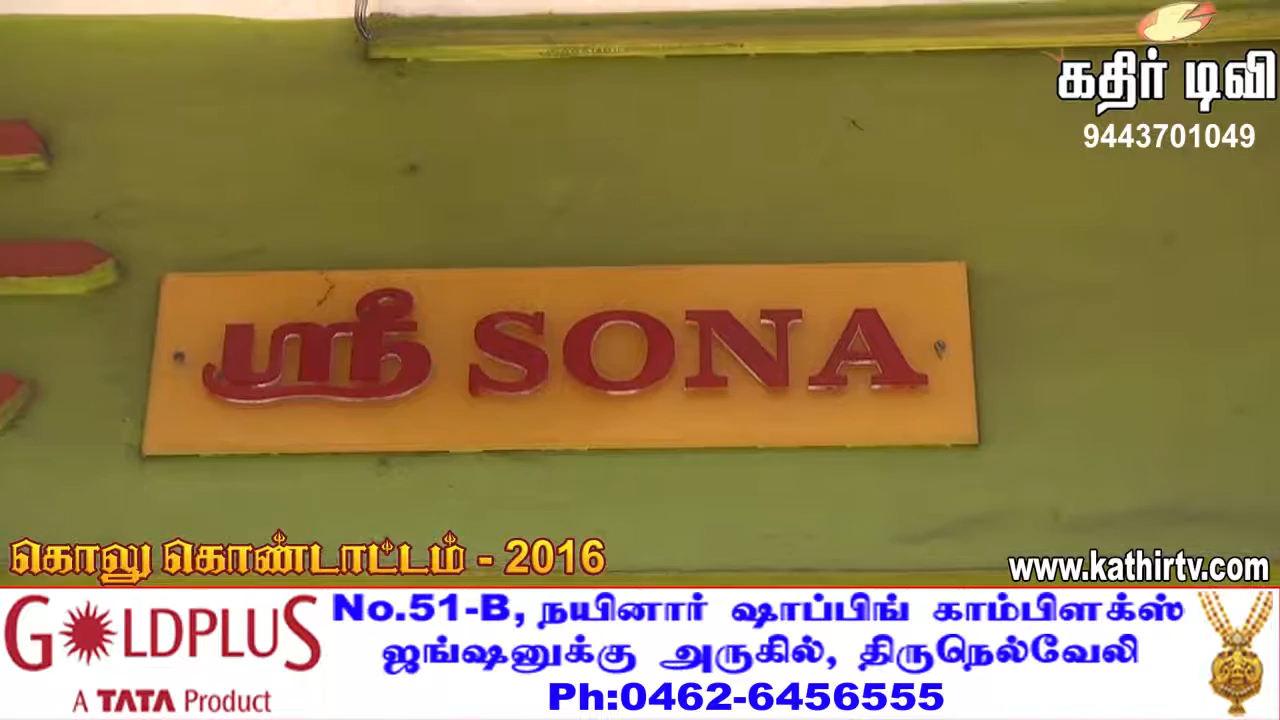 கதிர் டிவி
9443701049
ஸ்ரீ SONA
கொலு கொண்டாட்டம் - 2016
www.kathirtv.com
GOLDPLUS
A TATA Product
No.51-B, நயினார் ஷாப்பிங் காம்பிளக்ஸ்
ஜங்ஷனுக்கு அருகில், திருநெல்வேலி
Ph:0462-6456555